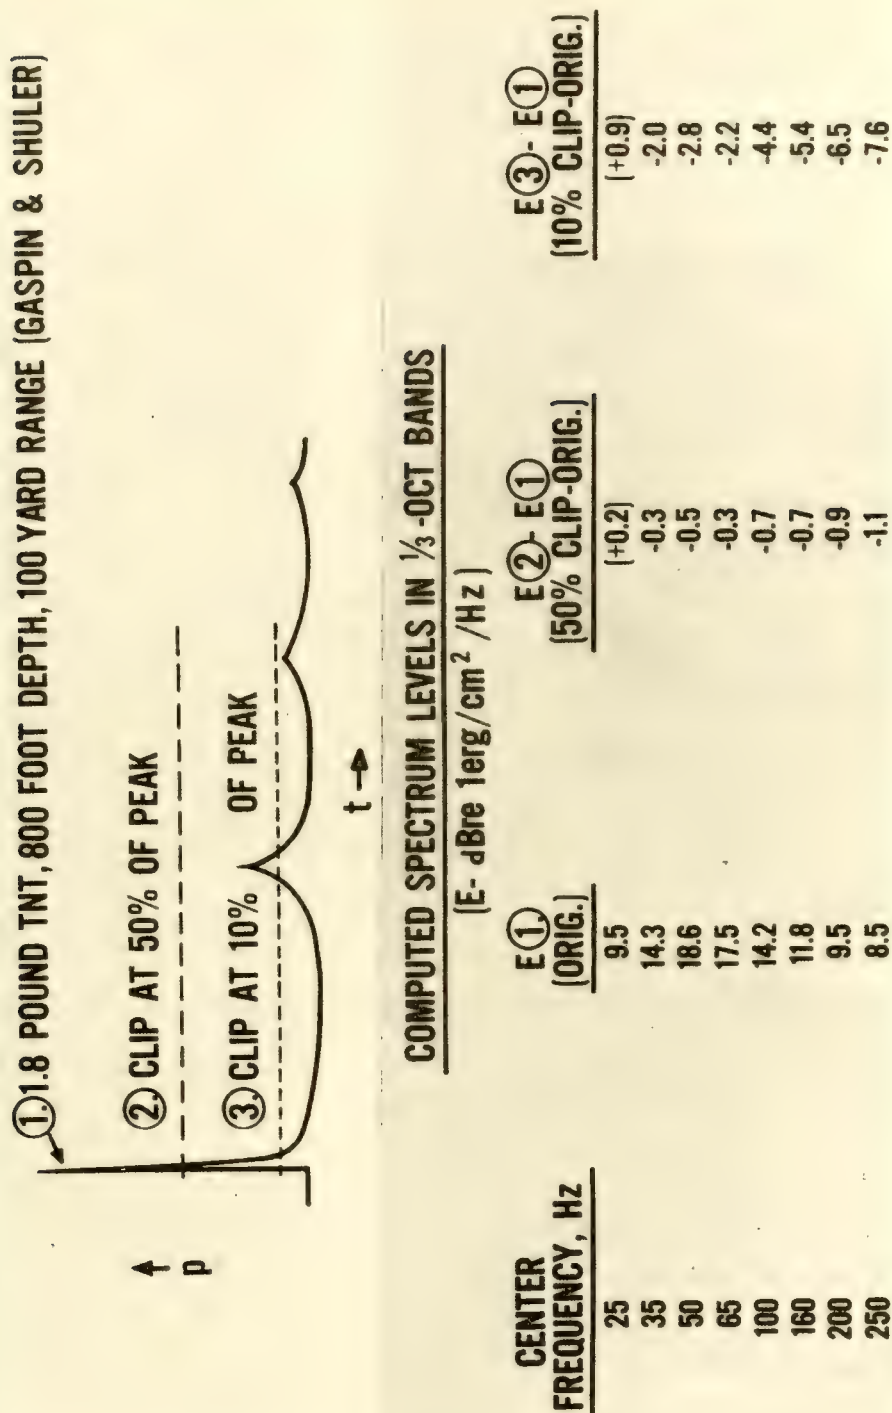 ①1.8 POUND TNT, 800 FOOT DEPTH, 100 YARD RANGE (GASPIN & SHULER)
p
②CLIP AT 50% OF PEAK
③CLIP AT 10% OF PEAK
t
COMPUTED SPECTRUM LEVELS IN ⅓-OCT BANDS
(E- dBre 1erg/cm² /Hz)
CENTER FREQUENCY, Hz E① (ORIG.) E②-E① (50% CLIP-ORIG.) E③-E① (10% CLIP-ORIG.)
25 9.5 (+0.2) (+0.9)
35 14.3 -0.3 -2.0
50 18.6 -0.5 -2.8
65 17.5 -0.3 -2.2
100 14.2 -0.7 -4.4
160 11.8 -0.7 -5.4
200 9.5 -0.9 -6.5
250 8.5 -1.1 -7.6